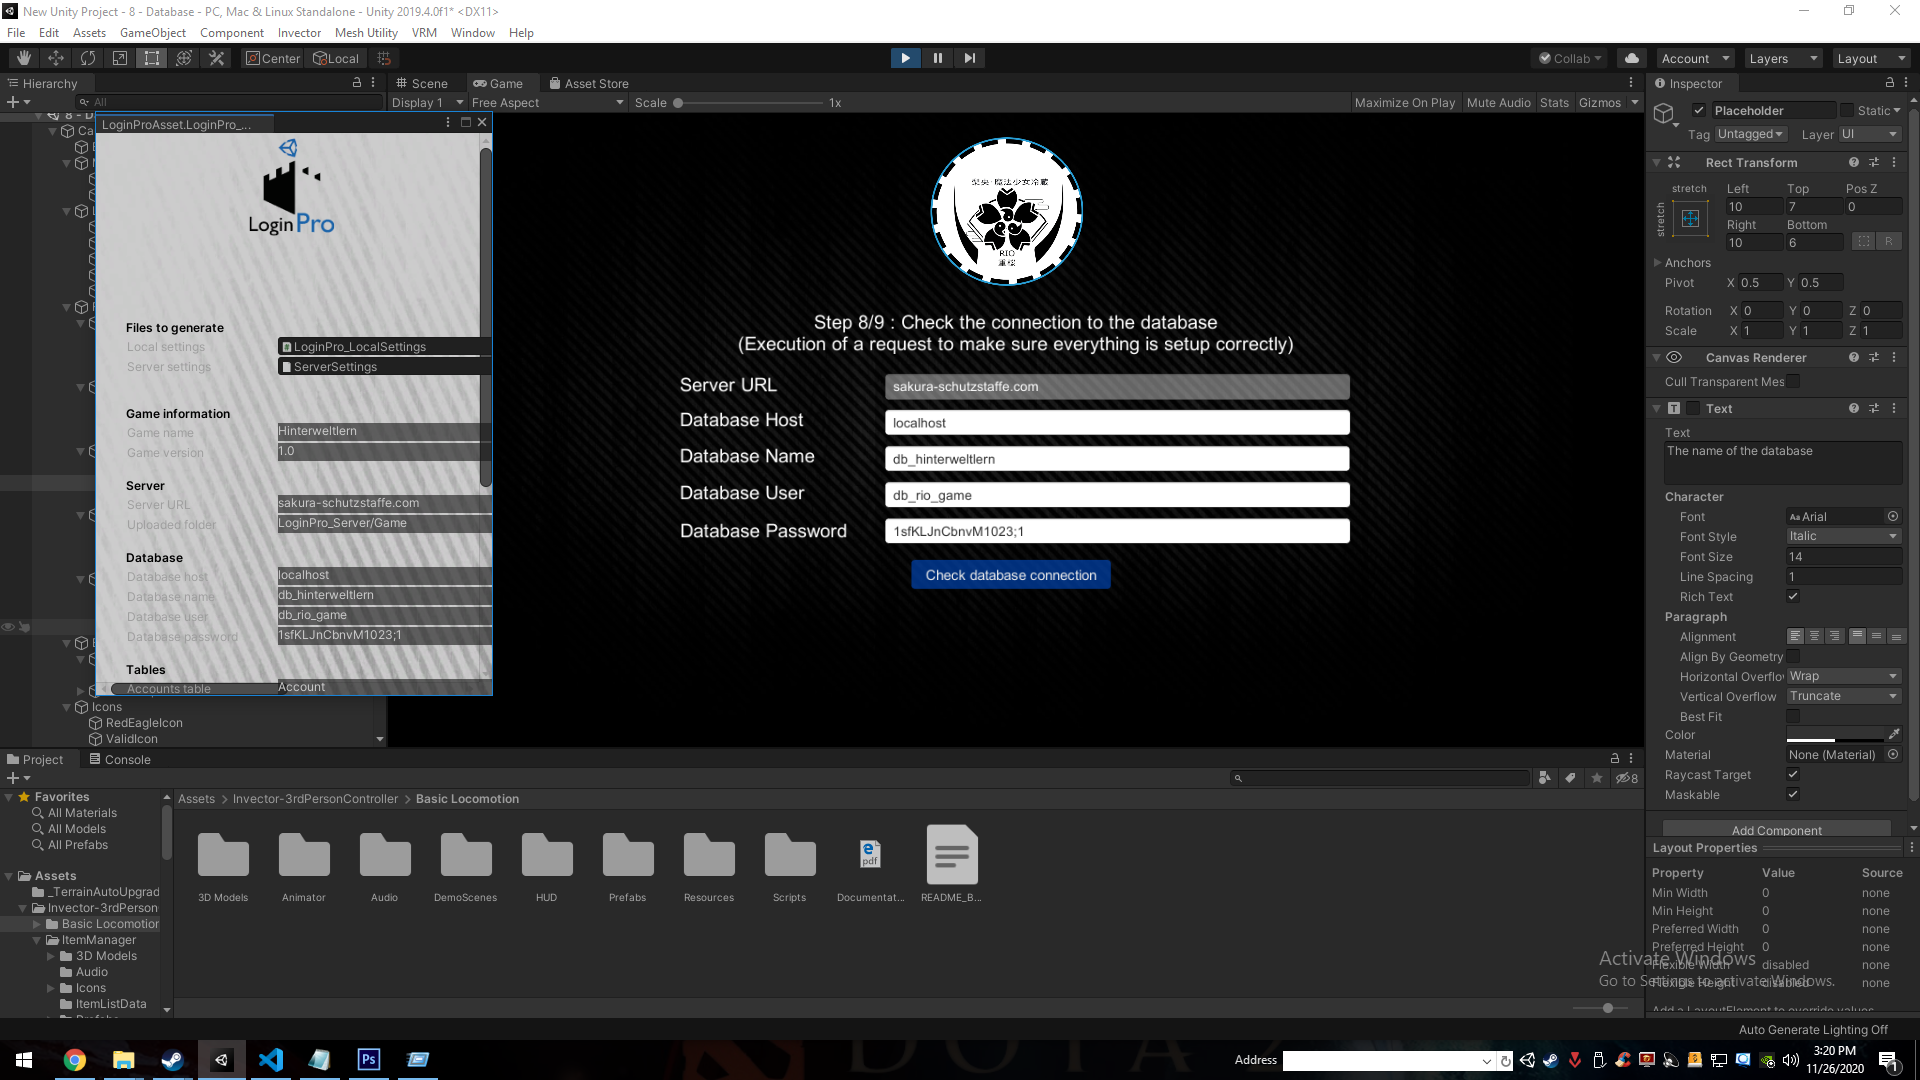 New Unity Project - 8 - Database - PC, Mac & Linux Standalone - Unity 2019.4.0f1* <DX11>
File Edit Assets GameObject Component Invector Mesh Utility VRM Window Help
Center Local
Collab Account Layers Layout
Hierarchy
All
LoginProAsset.LoginPro_...
Login Pro
Files to generate
Local settings LoginPro_LocalSettings
Server settings ServerSettings
Game information
Game name Hinterweltlern
Game version 1.0
Server
Server URL sakura-schutzstaffe.com
Uploaded folder LoginPro_Server/Game
Database
Database host localhost
Database name db_hinterweltlern
Database user db_rio_game
Database password 1sfKLJnCbnvM1023;1
Tables
Accounts table Account
Icons
RedEagleIcon
ValidIcon
Scene Game Asset Store
Display 1 Free Aspect Scale 1x Maximize On Play Mute Audio Stats Gizmos
RIO
Step 8/9 : Check the connection to the database
(Execution of a request to make sure everything is setup correctly)
Server URL sakura-schutzstaffe.com
Database Host localhost
Database Name db_hinterweltlern
Database User db_rio_game
Database Password 1sfKLJnCbnvM1023;1
Check database connection
Inspector
Placeholder Static
Tag Untagged Layer UI
Rect Transform
stretch Left Top Pos Z
stretch 10 7 0
Right Bottom
10 6 R
Anchors
Pivot X 0.5 Y 0.5
Rotation X 0 Y 0 Z 0
Scale X 1 Y 1 Z 1
Canvas Renderer
Cull Transparent Mes
Text
Text
The name of the database
Character
Font Arial
Font Style Italic
Font Size 14
Line Spacing 1
Rich Text
Paragraph
Alignment
Align By Geometry
Horizontal Overflo Wrap
Vertical Overflow Truncate
Best Fit
Color
Material None (Material)
Raycast Target
Maskable
Add Component
Layout Properties
Property Value Source
Min Width 0 none
Min Height 0 none
Preferred Width 0 none
Preferred Height 0 none
Flexible Width disabled none
Flexible Height disabled none
Add a LayoutElement to override values
Activate Windows
Go to Settings to activate Windows.
Project Console
8
Favorites
All Materials
All Models
All Prefabs
Assets
_TerrainAutoUpgrad
Invector-3rdPerson
Basic Locomotion
ItemManager
3D Models
Audio
Icons
ItemListData
Prefabs
Assets > Invector-3rdPersonController > Basic Locomotion
3D Models Animator Audio DemoScenes HUD Prefabs Resources Scripts Documentat... README_B...
pdf
Auto Generate Lighting Off
Ps
DOTA 2
Address
3:20 PM
11/26/2020
1